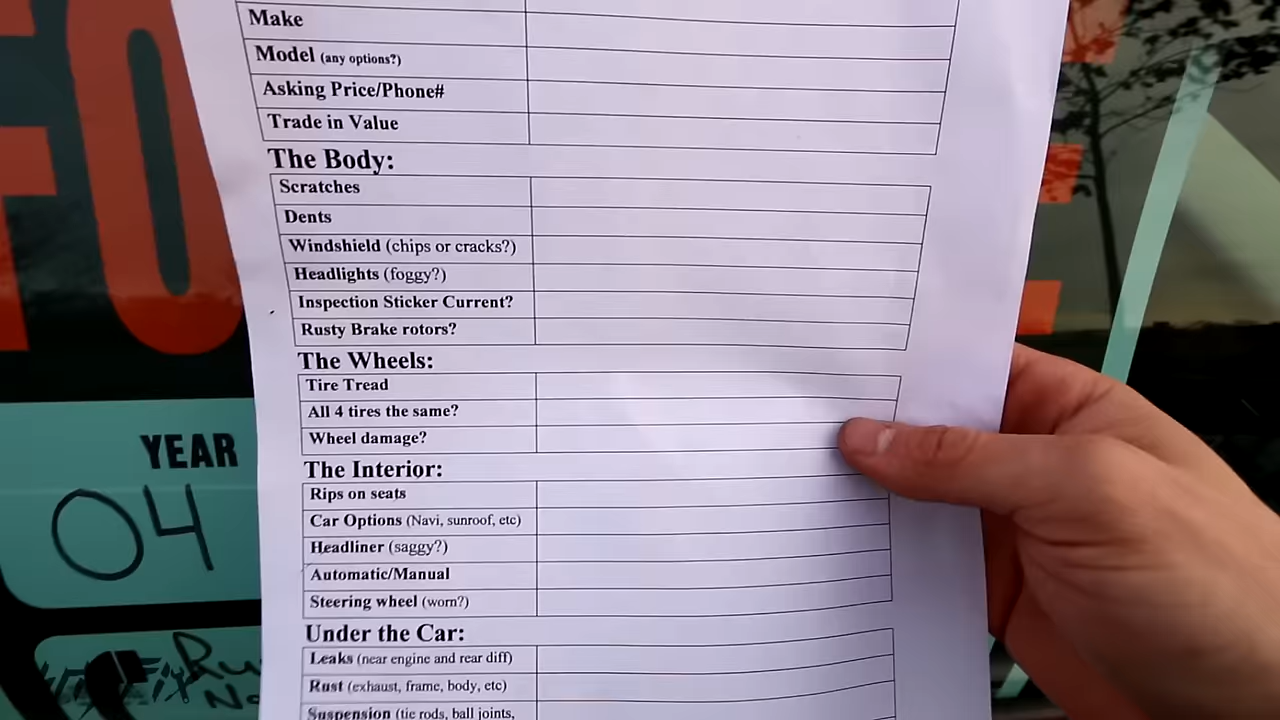 Make
Model (any options?)
Asking Price/Phone#
Trade in Value
The Body:
Scratches
Dents
Windshield (chips or cracks?)
Headlights (foggy?)
Inspection Sticker Current?
Rusty Brake rotors?
The Wheels:
Tire Tread
All 4 tires the same?
Wheel damage?
The Interior:
Rips on seats
Car Options (Navi, sunroof, etc)
Headliner (saggy?)
Automatic/Manual
Steering wheel (worn?)
Under the Car:
Leaks (near engine and rear diff)
Rust (exhaust, frame, body, etc)
Suspension (tie rods, ball joints,
YEAR
04